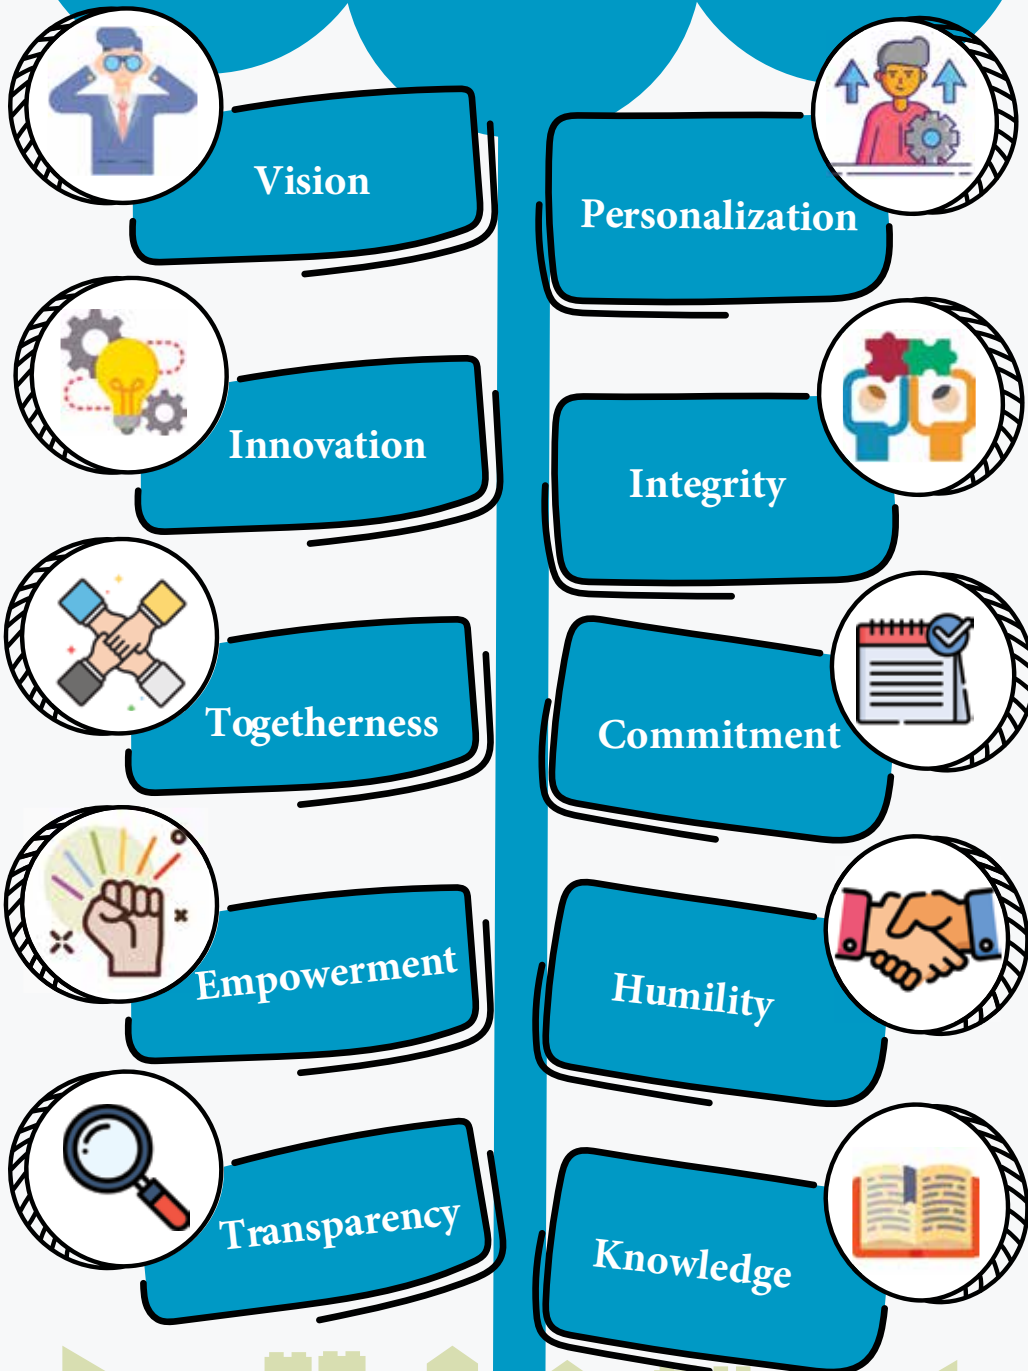 Vision
Personalization
Innovation
Integrity
Togetherness
Commitment
Empowerment
Humility
Transparency
Knowledge